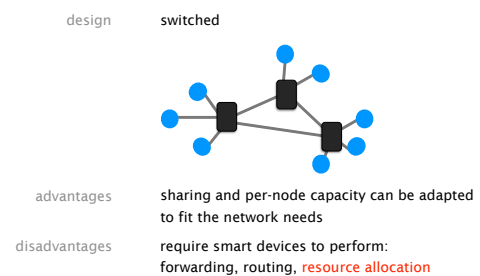 design switched
advantages sharing and per-node capacity can be adapted
to fit the network needs
disadvantages require smart devices to perform:
forwarding, routing, resource allocation